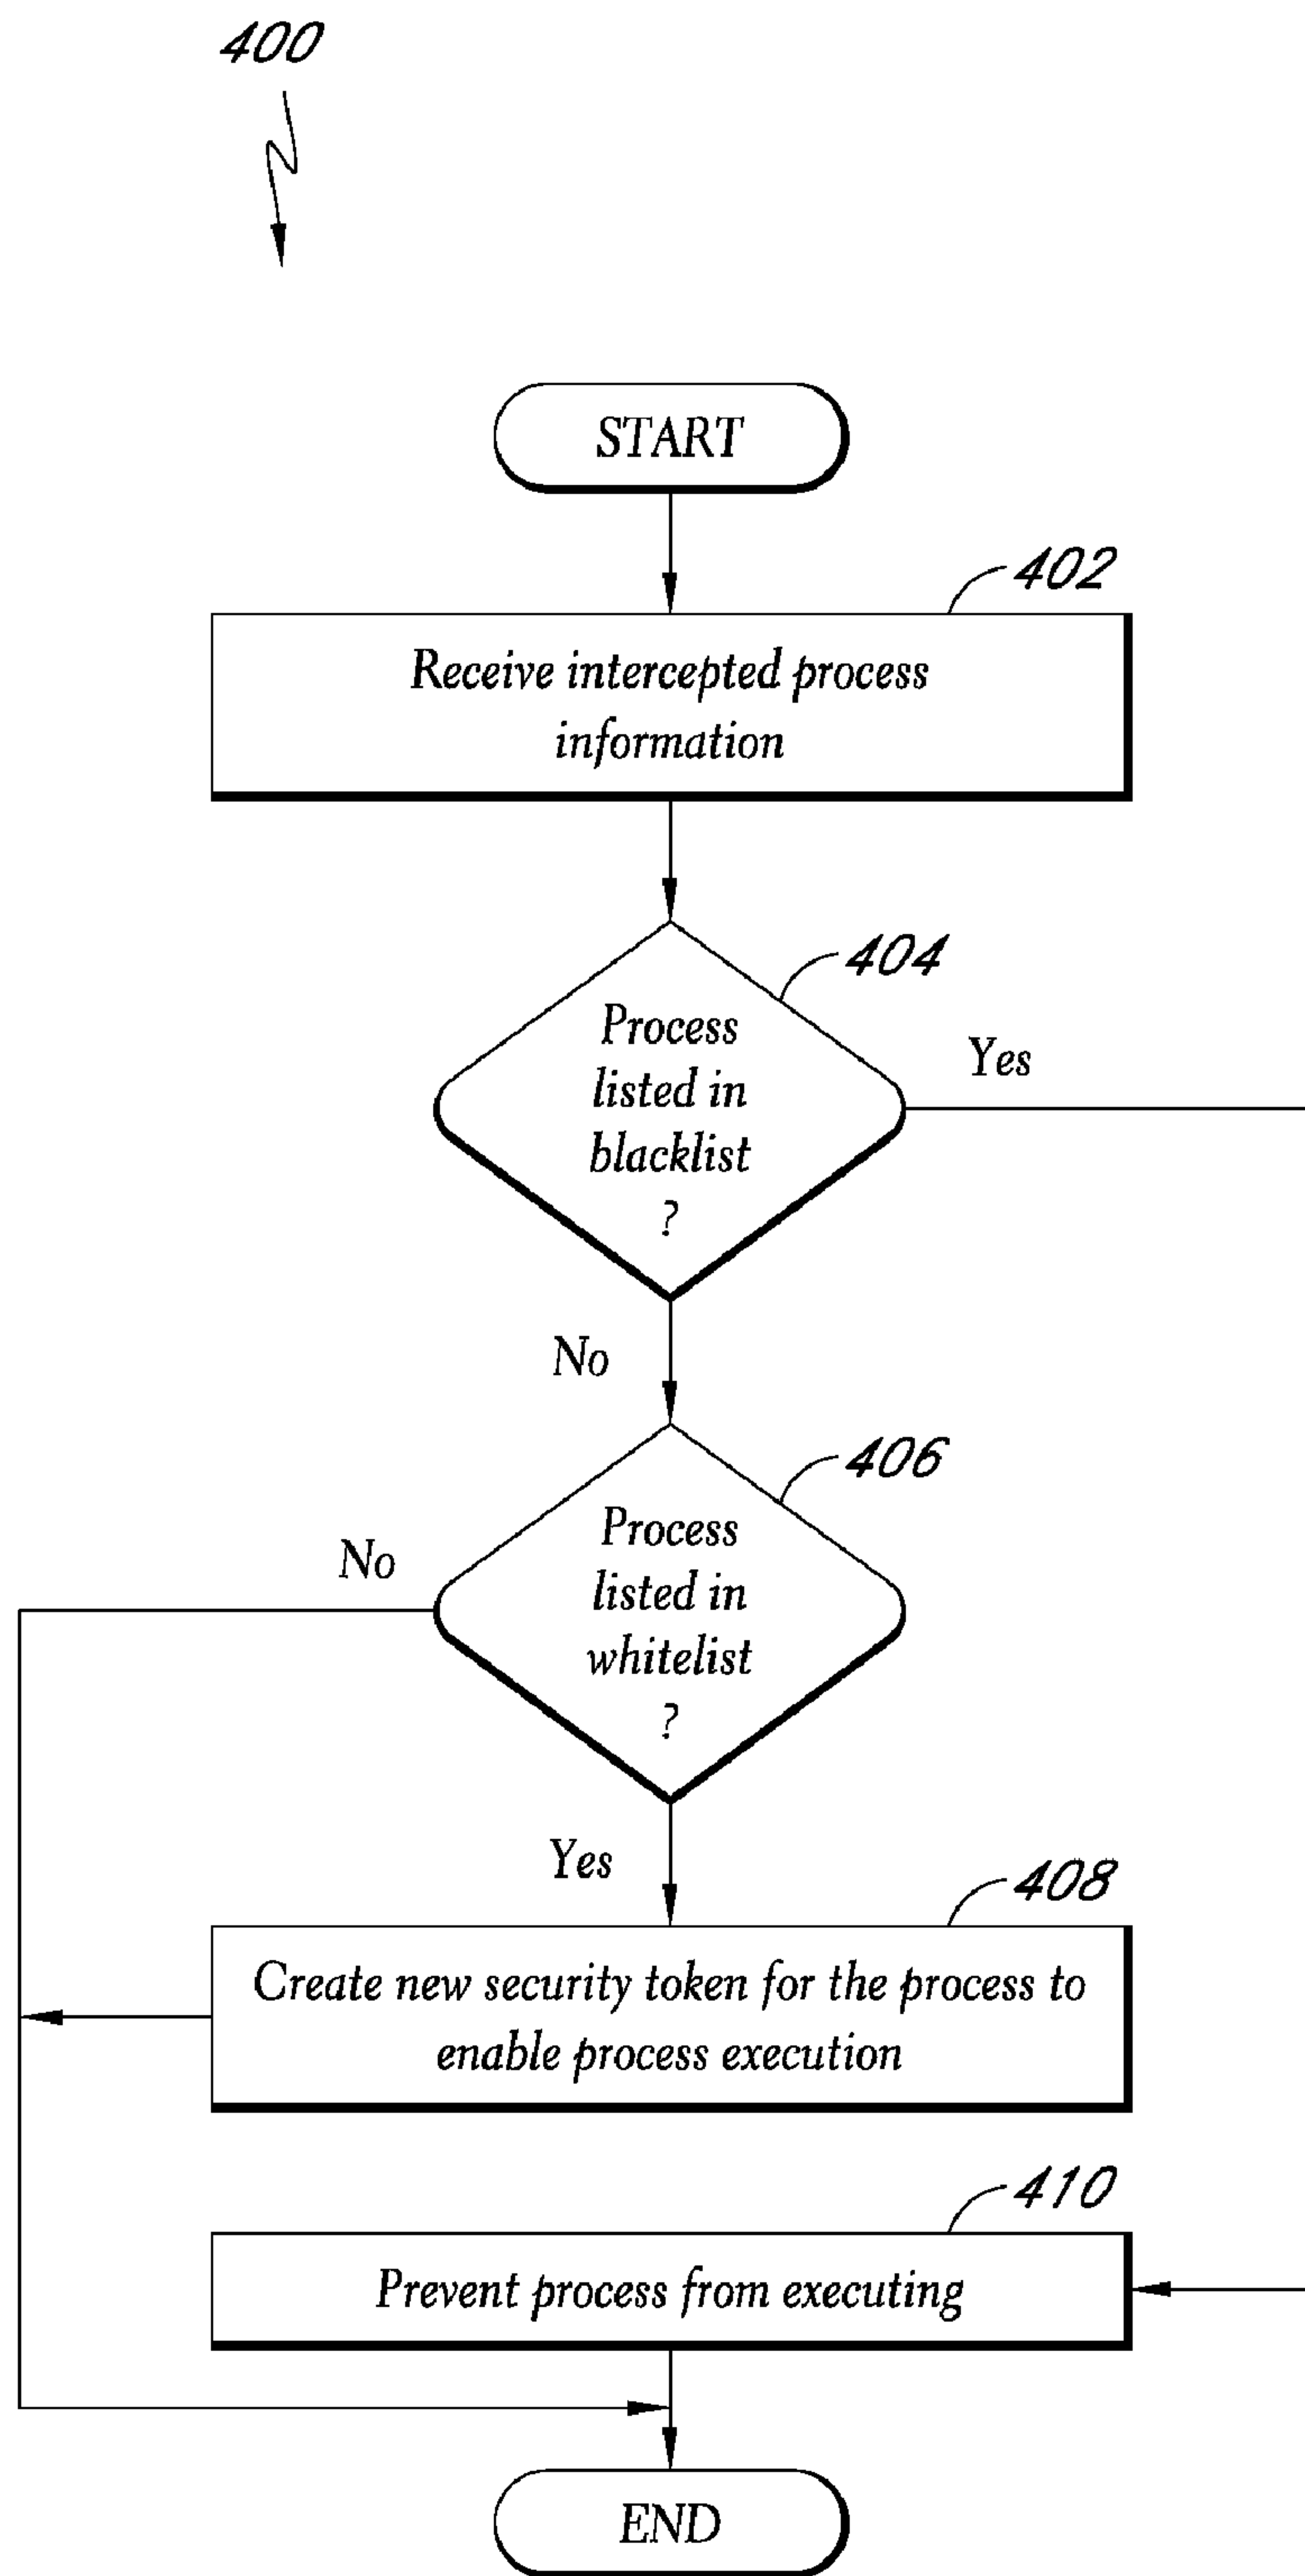 400
START
402
Receive intercepted process
information
404
Process
listed in
blacklist
?
Yes
No
406
Process
listed in
whitelist
?
No
Yes
408
Create new security token for the process to
enable process execution
410
Prevent process from executing
END